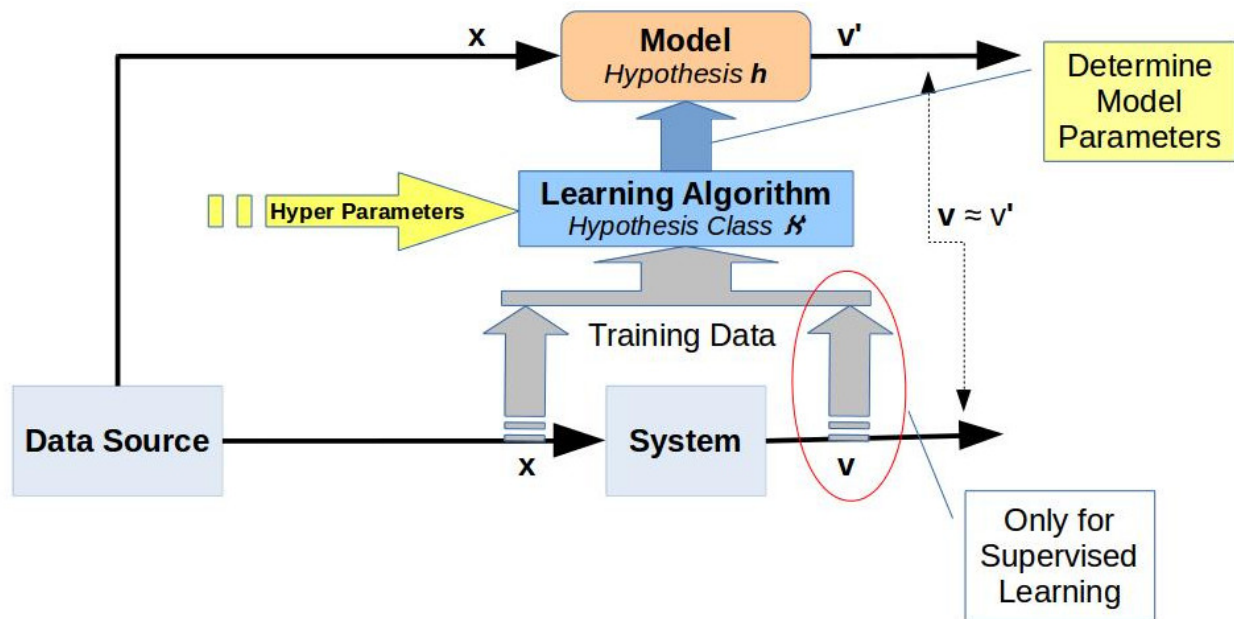 x
Model
v'
Hypothesis h
Determine
Model
Parameters
Learning Algorithm
Hyper Parameters
Hypothesis Class ℋ
v ≈ v'
Training Data
Data Source
System
x
v
Only for
Supervised
Learning